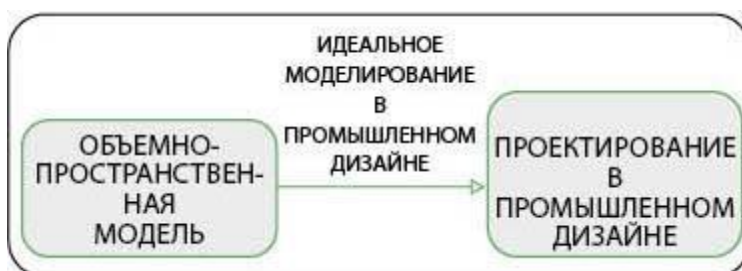 ОБЪЕМНО-
ПРОСТРАНСТВЕН-
НАЯ
МОДЕЛЬ
ИДЕАЛЬНОЕ
МОДЕЛИРОВАНИЕ
В
ПРОМЫШЛЕННОМ
ДИЗАЙНЕ
ПРОЕКТИРОВАНИЕ
В
ПРОМЫШЛЕННОМ
ДИЗАЙНЕ